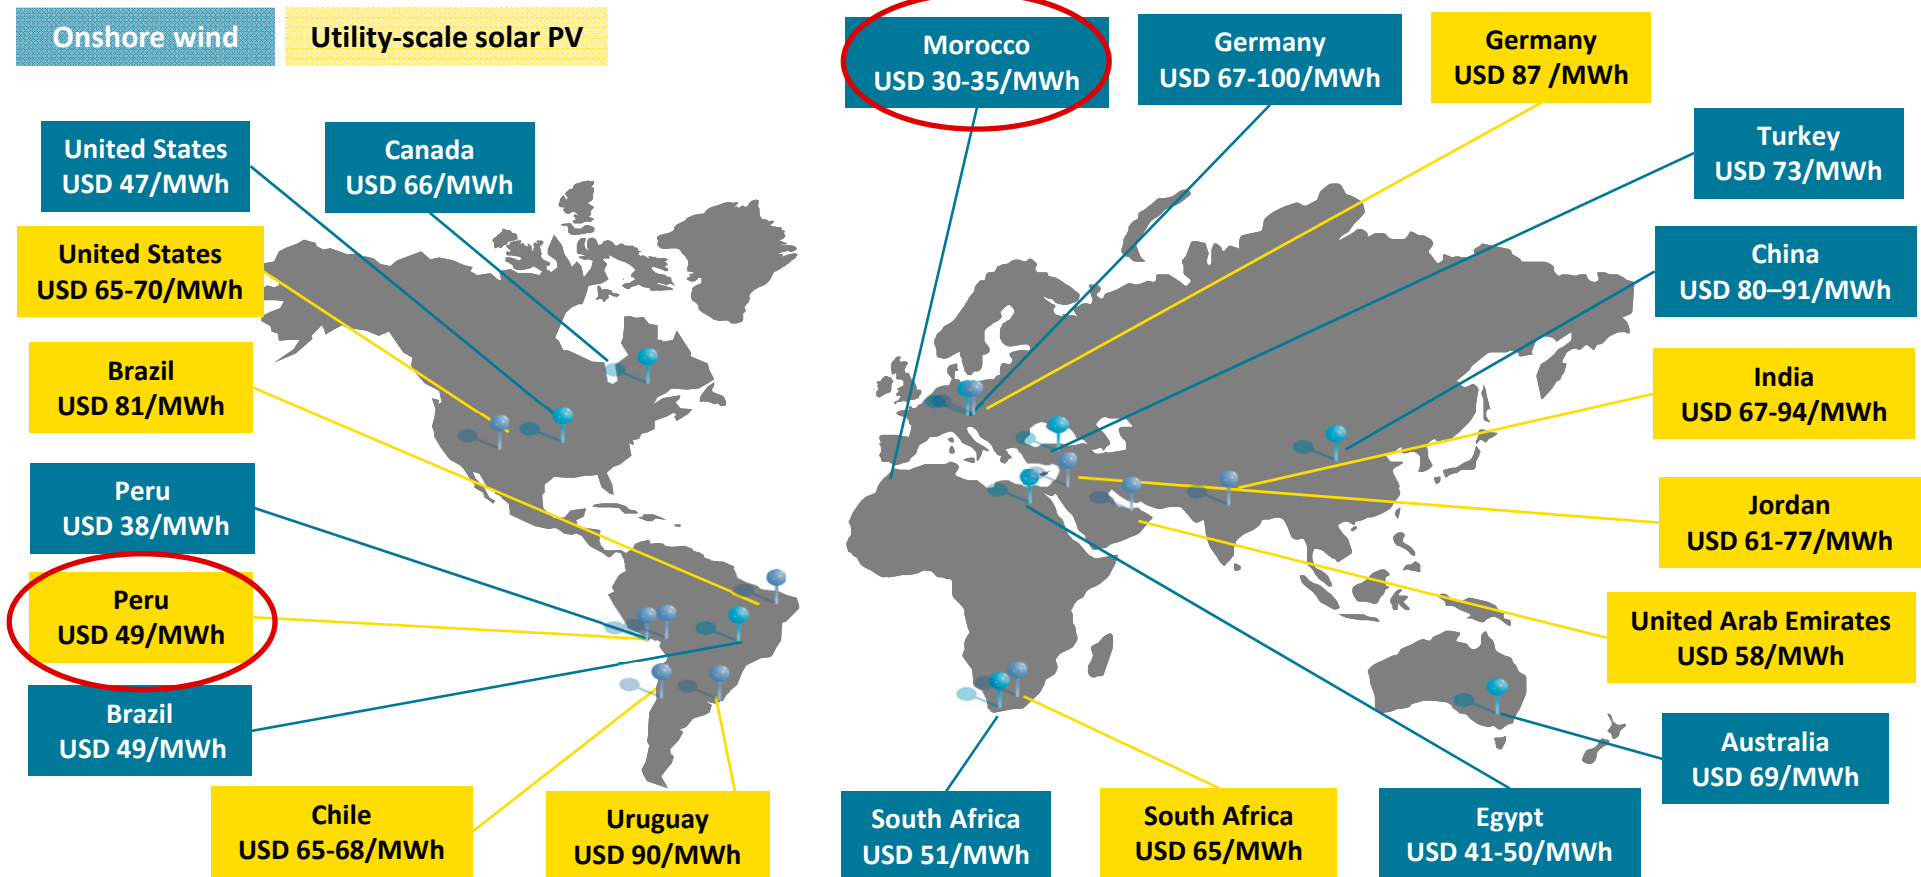 Onshore wind
Utility-scale solar PV
Morocco
USD 30-35/MWh
Germany
USD 67-100/MWh
Germany
USD 87 /MWh
United States
USD 47/MWh
Canada
USD 66/MWh
Turkey
USD 73/MWh
United States
USD 65-70/MWh
China
USD 80–91/MWh
Brazil
USD 81/MWh
India
USD 67-94/MWh
Peru
USD 38/MWh
Jordan
USD 61-77/MWh
Peru
USD 49/MWh
United Arab Emirates
USD 58/MWh
Brazil
USD 49/MWh
Australia
USD 69/MWh
Chile
USD 65-68/MWh
Uruguay
USD 90/MWh
South Africa
USD 51/MWh
South Africa
USD 65/MWh
Egypt
USD 41-50/MWh